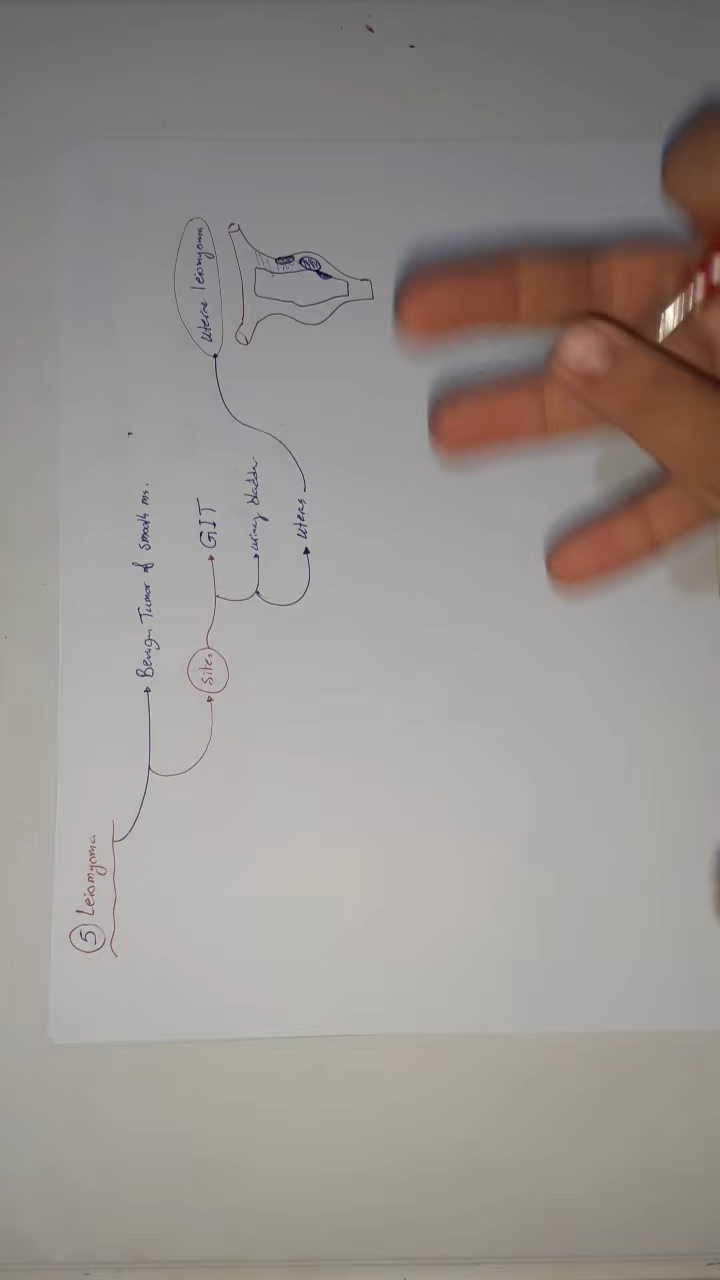 5 Leiomyoma
Benign Tumor of smooth ms.
Sites
GIT
urinary bladder
uterus
uterine leiomyoma